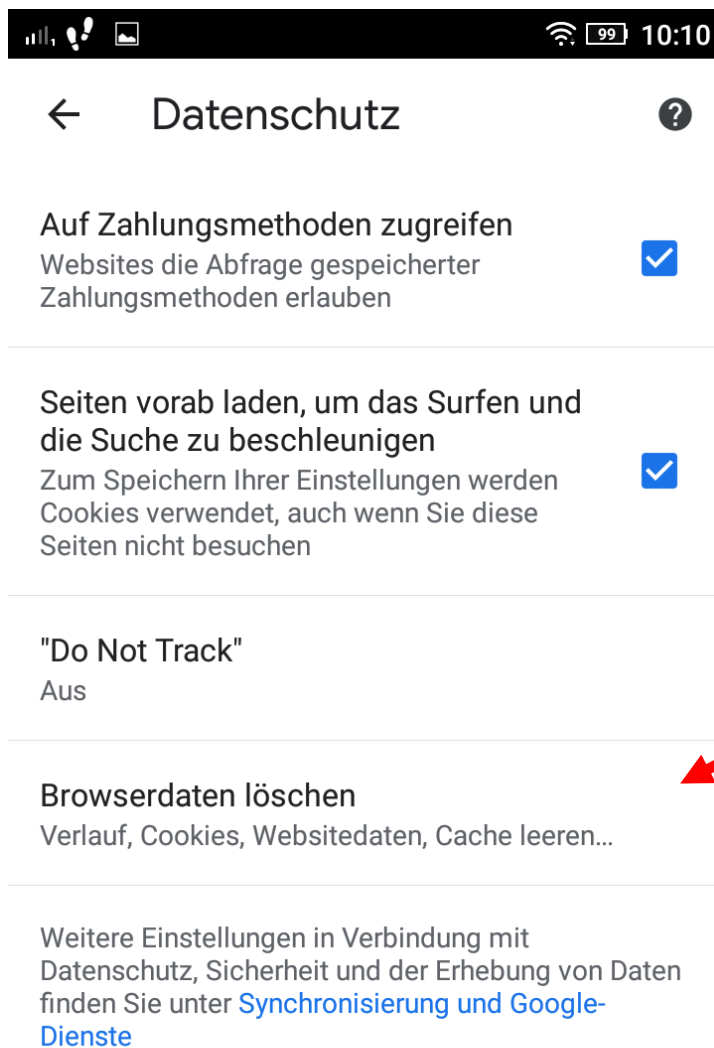 99 10:10
Datenschutz
Auf Zahlungsmethoden zugreifen
Websites die Abfrage gespeicherter
Zahlungsmethoden erlauben
Seiten vorab laden, um das Surfen und
die Suche zu beschleunigen
Zum Speichern Ihrer Einstellungen werden
Cookies verwendet, auch wenn Sie diese
Seiten nicht besuchen
"Do Not Track"
Aus
Browserdaten löschen
Verlauf, Cookies, Websitedaten, Cache leeren…
Weitere Einstellungen in Verbindung mit
Datenschutz, Sicherheit und der Erhebung von Daten
finden Sie unter Synchronisierung und Google-
Dienste